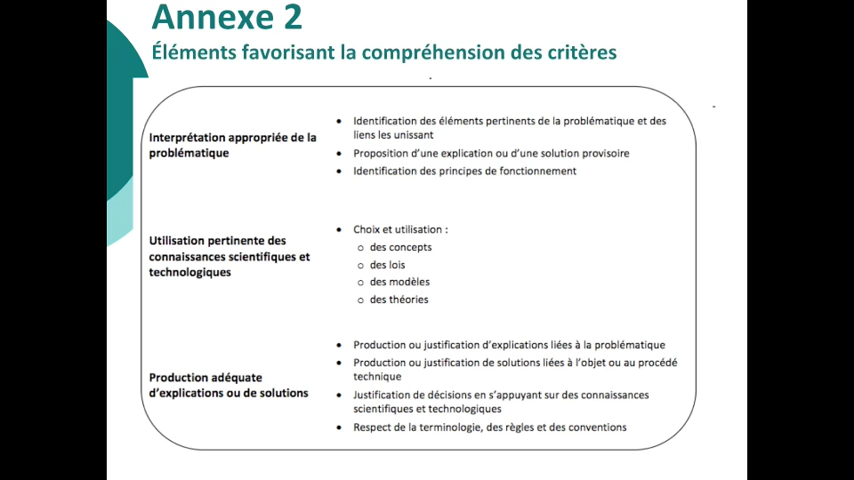 Annexe 2
Éléments favorisant la compréhension des critères
Interprétation appropriée de la
problématique
• Identification des éléments pertinents de la problématique et des
liens les unissant
• Proposition d'une explication ou d'une solution provisoire
• Identification des principes de fonctionnement
Utilisation pertinente des
connaissances scientifiques et
technologiques
• Choix et utilisation :
o des concepts
o des lois
o des modèles
o des théories
Production adéquate
d'explications ou de solutions
• Production ou justification d'explications liées à la problématique
• Production ou justification de solutions liées à l'objet ou au procédé
technique
• Justification de décisions en s'appuyant sur des connaissances
scientifiques et technologiques
• Respect de la terminologie, des règles et des conventions